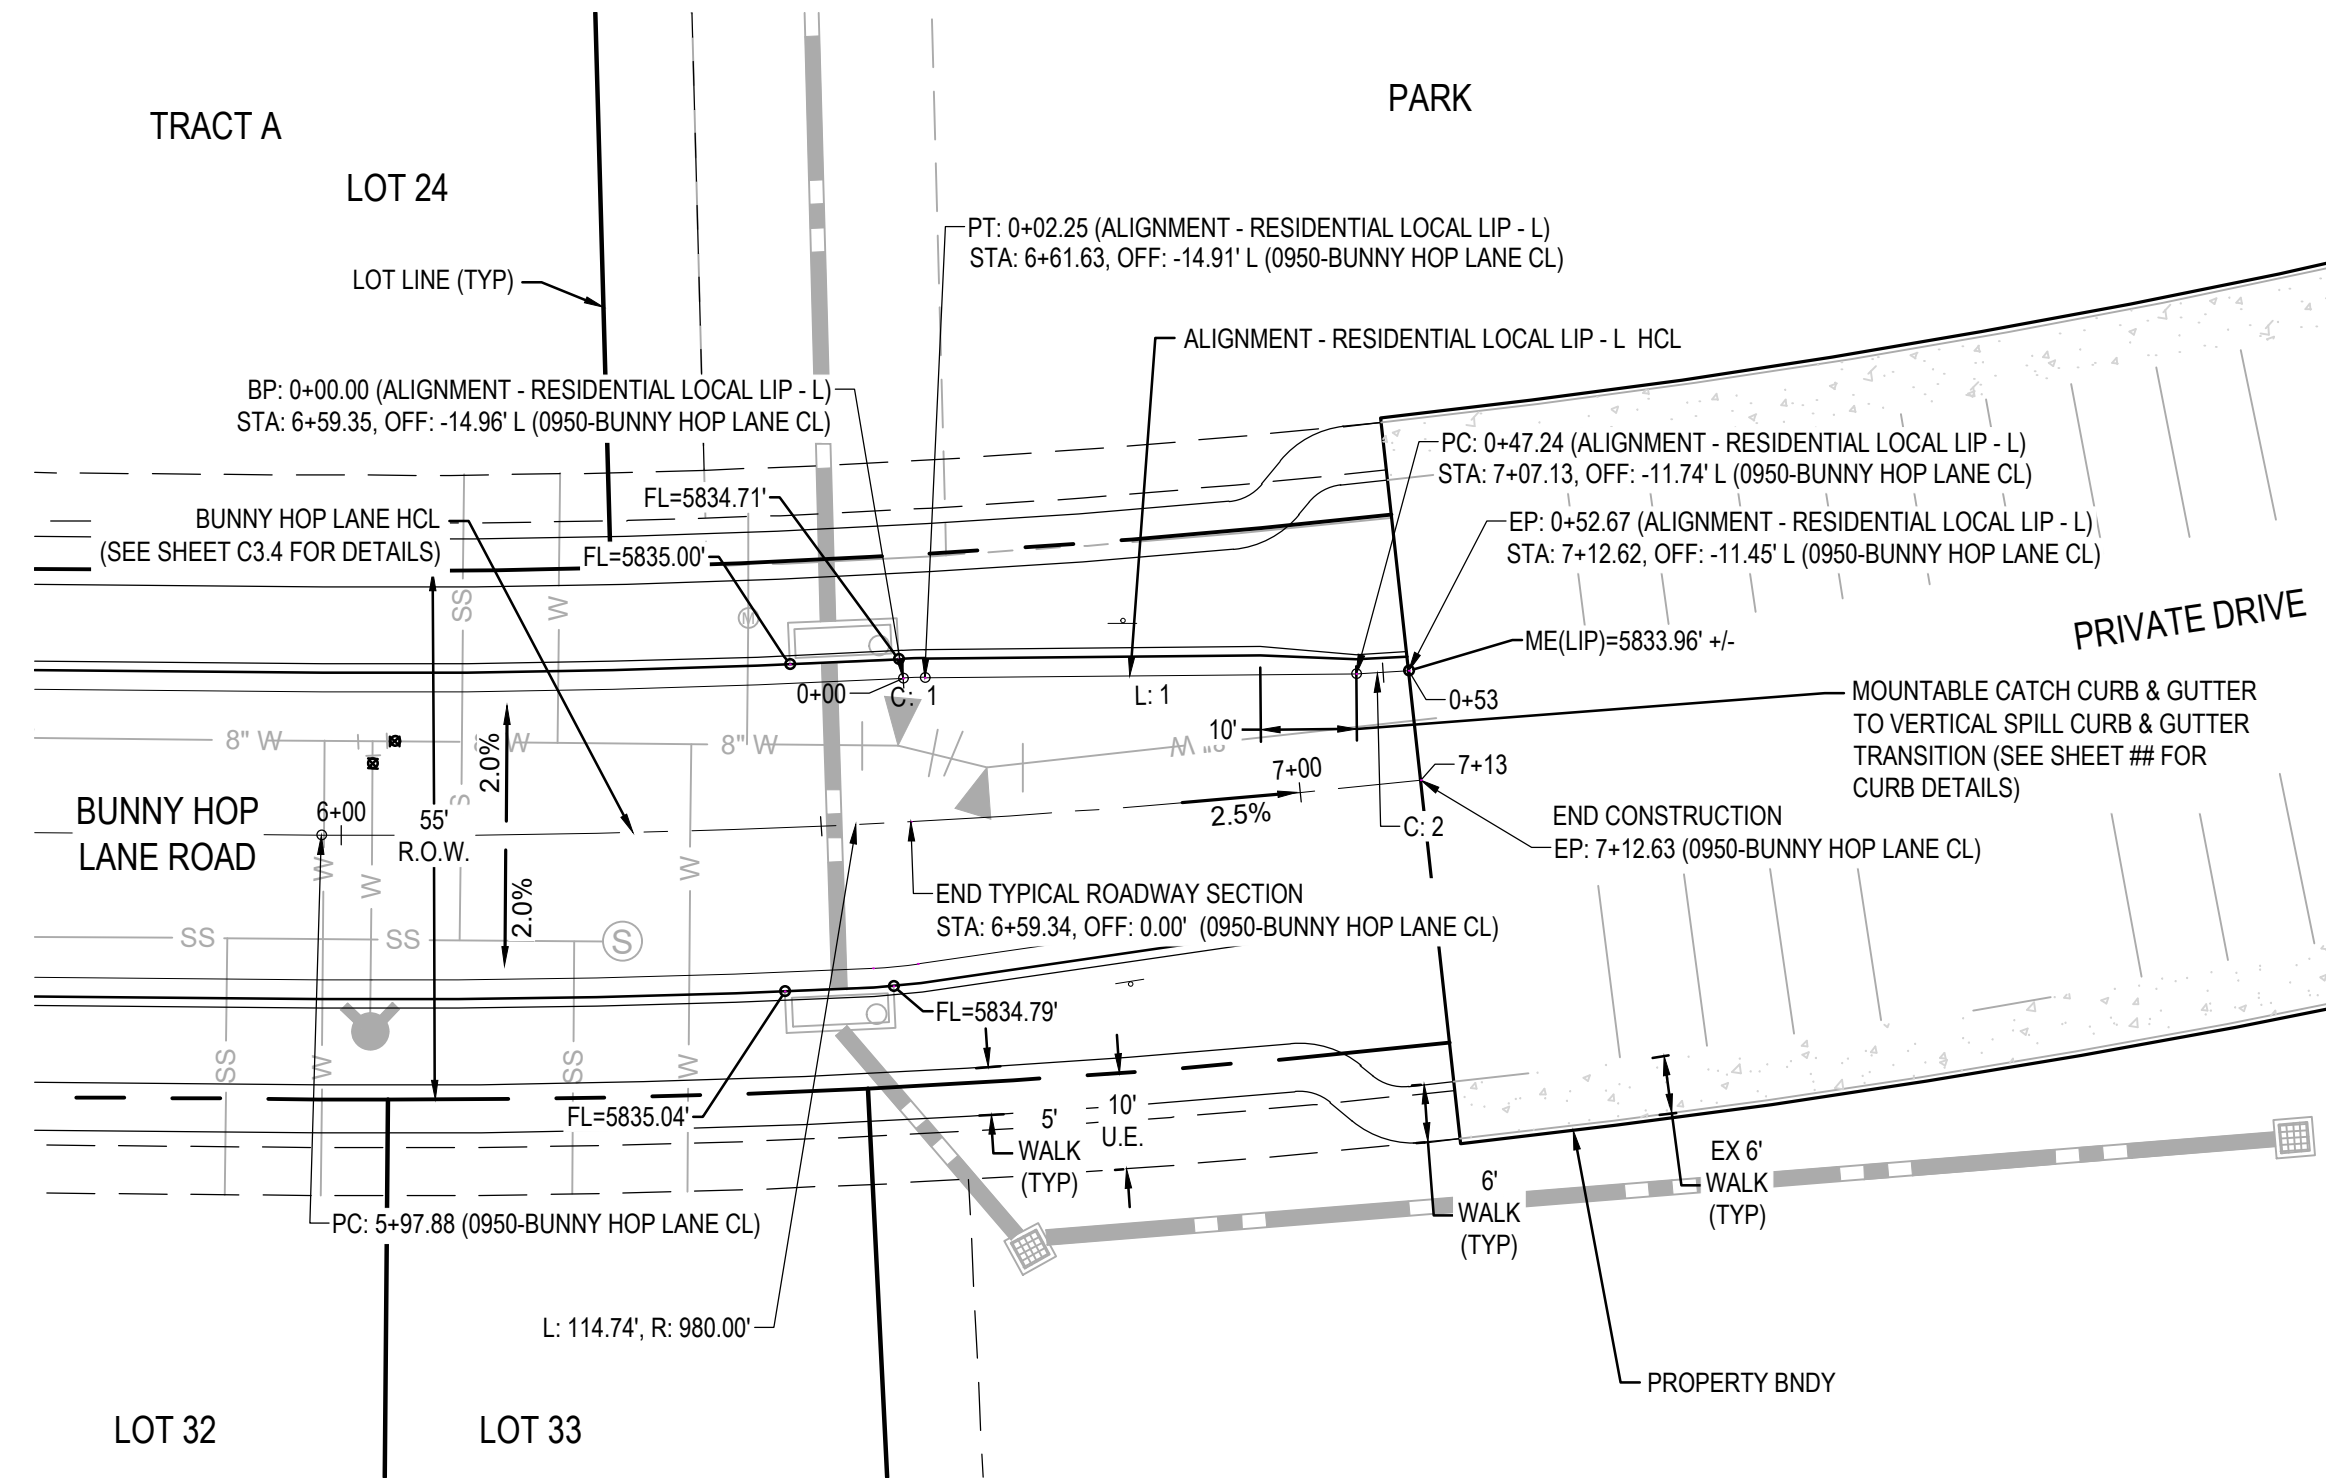 PARK
TRACT A
LOT 24
PT: 0+02.25 (ALIGNMENT - RESIDENTIAL LOCAL LIP - L)
STA: 6+61.63, OFF: -14.91' L (0950-BUNNY HOP LANE CL)
LOT LINE (TYP)
ALIGNMENT - RESIDENTIAL LOCAL LIP - L HCL
BP: 0+00.00 (ALIGNMENT - RESIDENTIAL LOCAL LIP - L)
STA: 6+59.35, OFF: -14.96' L (0950-BUNNY HOP LANE CL)
PC: 0+47.24 (ALIGNMENT - RESIDENTIAL LOCAL LIP - L)
STA: 7+07.13, OFF: -11.74' L (0950-BUNNY HOP LANE CL)
FL=5834.71'
BUNNY HOP LANE HCL
(SEE SHEET C3.4 FOR DETAILS)
EP: 0+52.67 (ALIGNMENT - RESIDENTIAL LOCAL LIP - L)
STA: 7+12.62, OFF: -11.45' L (0950-BUNNY HOP LANE CL)
FL=5835.00'
SS
W
M
PRIVATE DRIVE
ME(LIP)=5833.96' +/-
0+00
C: 1
L: 1
0+53
MOUNTABLE CATCH CURB & GUTTER
TO VERTICAL SPILL CURB & GUTTER
TRANSITION (SEE SHEET ## FOR
CURB DETAILS)
10'
8" W
W
8" W
8" W
2.0%
S
7+00
7+13
2.5%
BUNNY HOP
LANE ROAD
6+00
55'
R.O.W.
C: 2
END CONSTRUCTION
EP: 7+12.63 (0950-BUNNY HOP LANE CL)
W
W
W
2.0%
END TYPICAL ROADWAY SECTION
STA: 6+59.34, OFF: 0.00' (0950-BUNNY HOP LANE CL)
SS
SS
S
FL=5834.79'
SS
W
SS
W
FL=5835.04'
5'
WALK
(TYP)
10'
U.E.
6'
WALK
(TYP)
EX 6'
WALK
(TYP)
PC: 5+97.88 (0950-BUNNY HOP LANE CL)
L: 114.74', R: 980.00'
PROPERTY BNDY
LOT 32
LOT 33